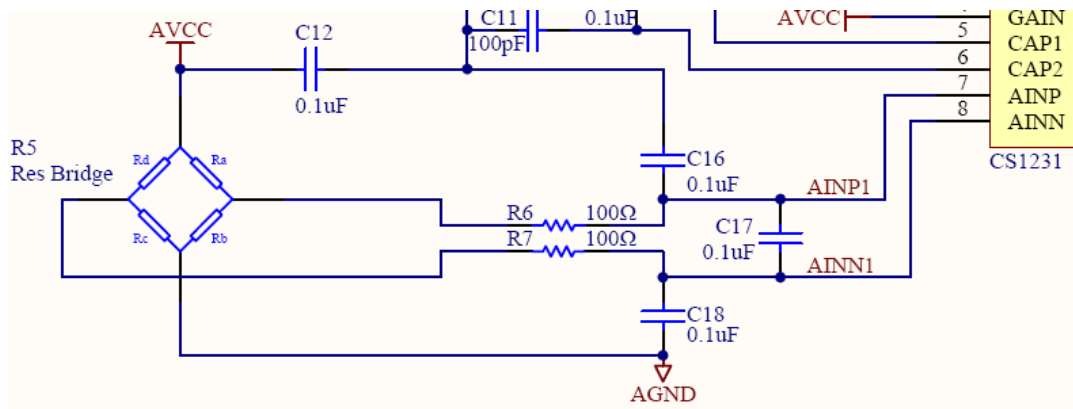 C11
0.1uF
AVCC
GAIN
AVCC
C12
100pF
5
CAP1
6
CAP2
0.1uF
7
AINP
8
AINN
R5
Res Bridge
Rd
Ra
C16
0.1uF
CS1231
AINP1
R6
100Ω
C17
0.1uF
Rc
Rb
R7
100Ω
AINN1
C18
0.1uF
AGND